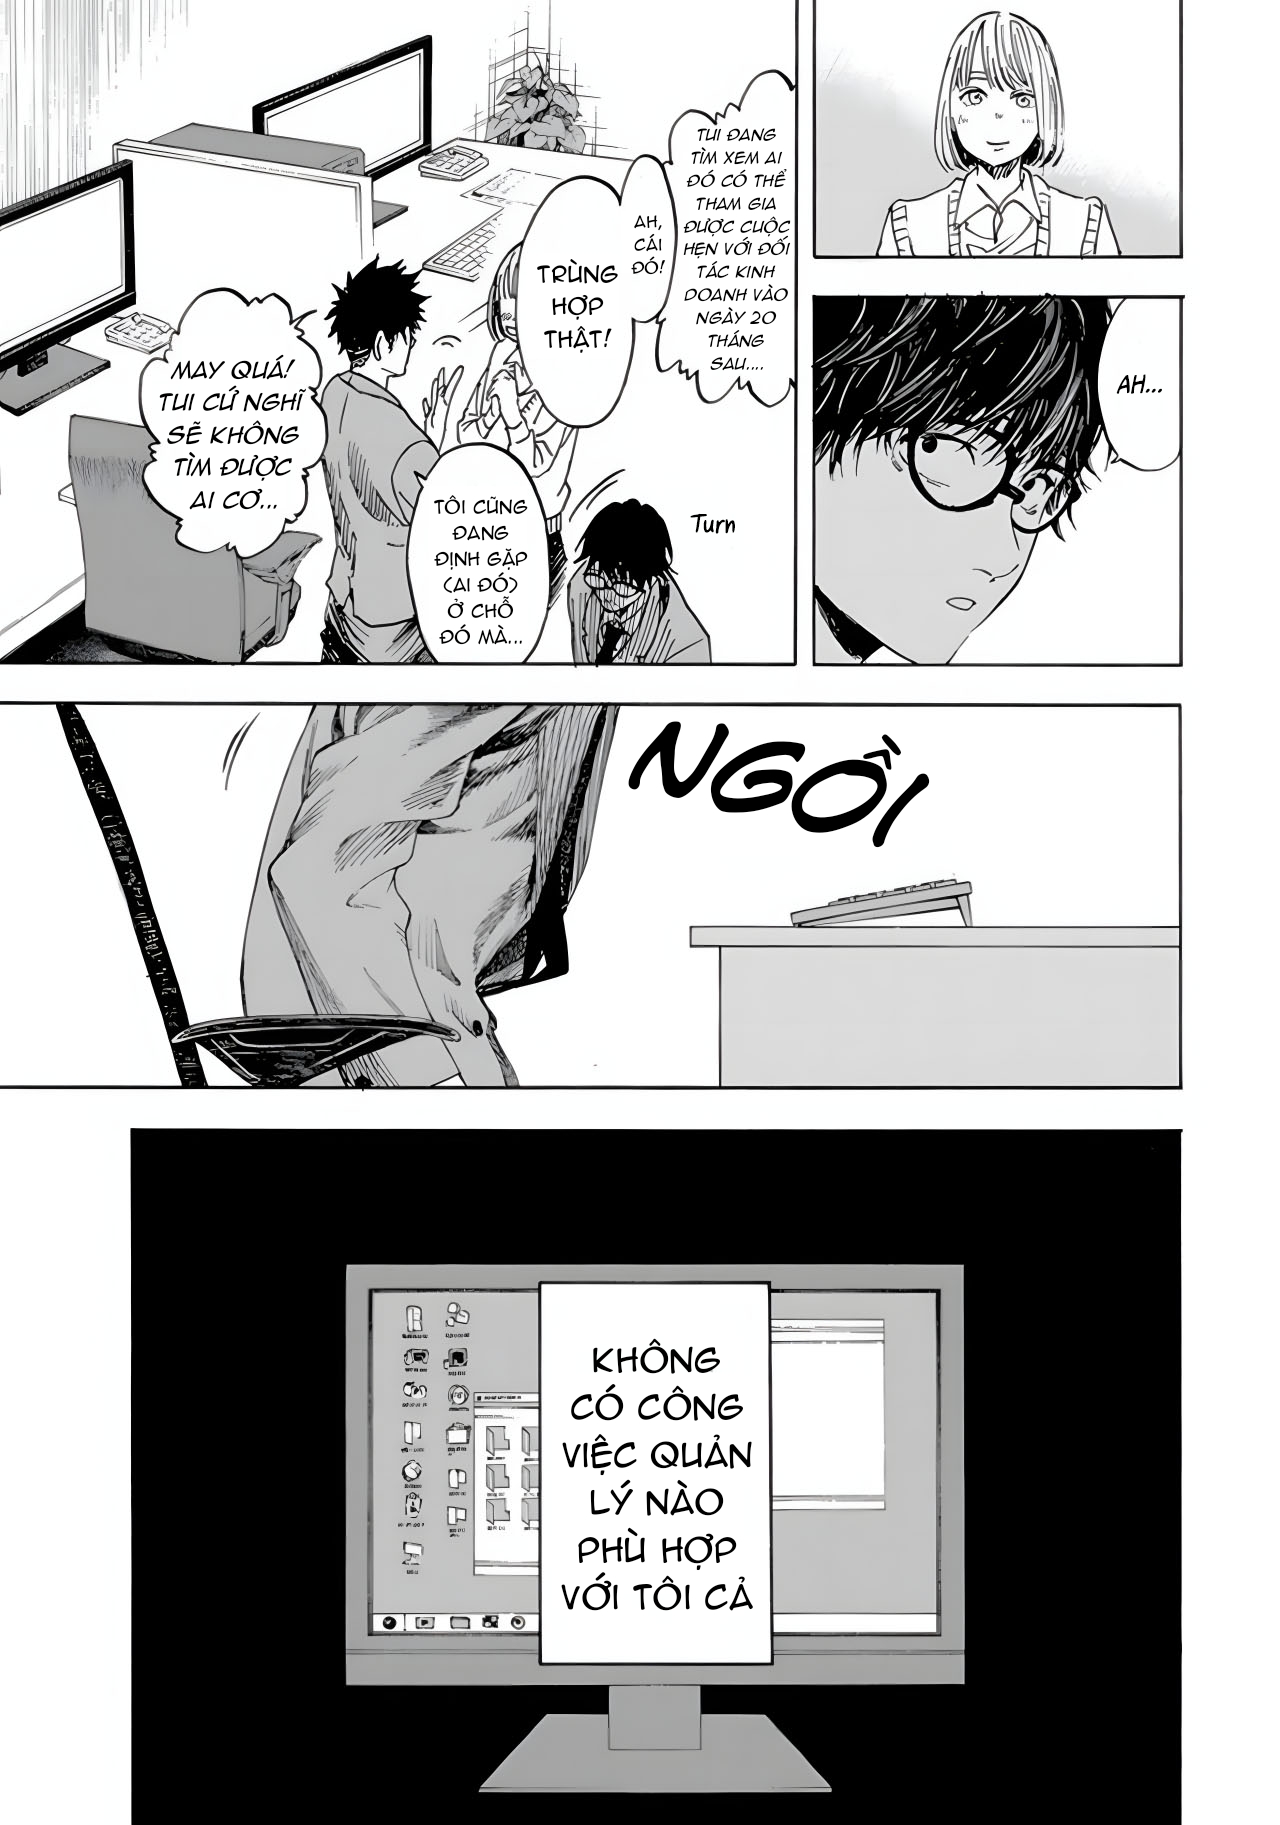 AH...
TUI ĐANG
TÌM XEM AI
ĐÓ CÓ THỂ
THAM GIA
ĐƯỢC CUỘC
HẸN VỚI ĐỐI
TÁC KINH
DOANH VÀO
NGÀY 20
THÁNG
SAU....
AH,
CÁI
ĐÓ!
TRÙNG
HỢP
THẬT!
TÔI CŨNG
ĐANG
ĐỊNH GẶP
(AI ĐÓ)
Ở CHỖ
ĐÓ MÀ...
MAY QUÁ!
TUI CỨ NGHĨ
SẼ KHÔNG
TÌM ĐƯỢC
AI CƠ...
Turn
NGỒI
KHÔNG
CÓ CÔNG
VIỆC QUẢN
LÝ NÀO
PHÙ HỢP
VỚI TÔI CẢ